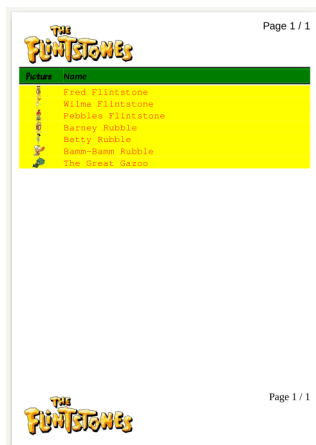 THE
FLINTSTONES
Page 1 / 1
Picture Name
Fred Flintstone
Wilma Flintstone
Pebbles Flintstone
Barney Rubble
Betty Rubble
Bamm-Bamm Rubble
The Great Gazoo
THE
FLINTSTONES
Page 1 / 1